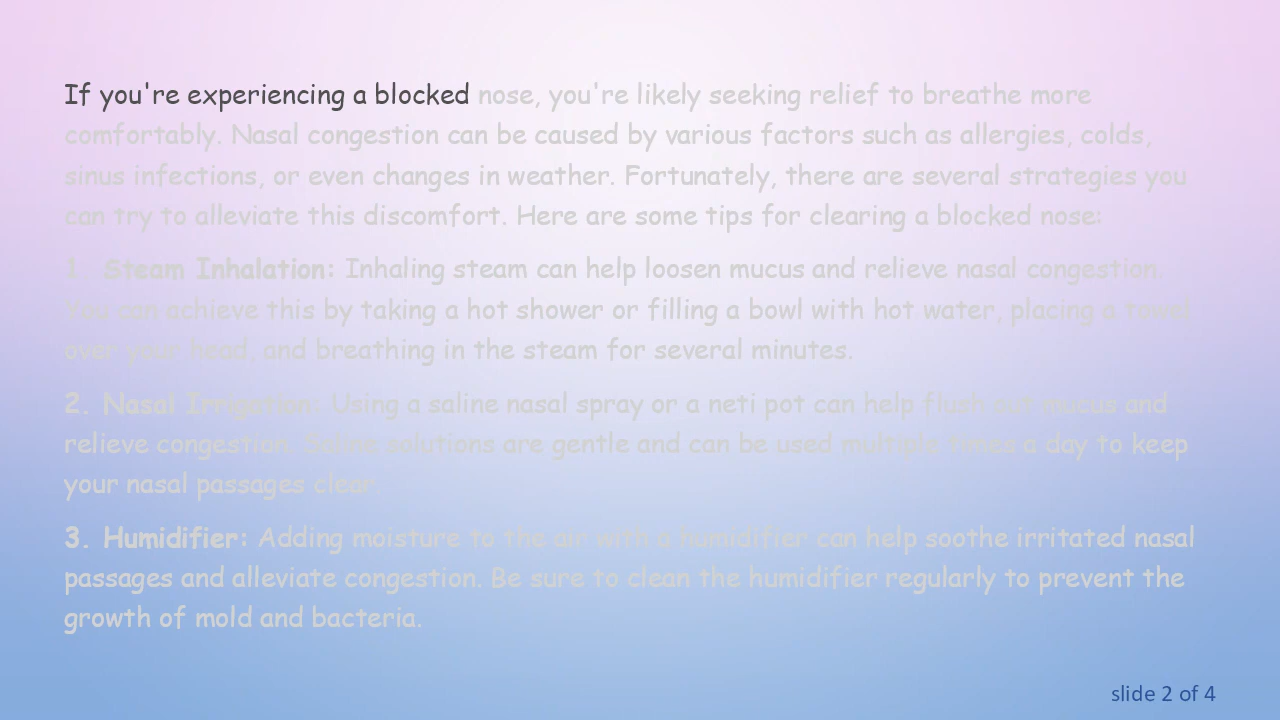 If you're experiencing a blocked nose, you're likely seeking relief to breathe more
comfortably. Nasal congestion can be caused by various factors such as allergies, colds,
sinus infections, or even changes in weather. Fortunately, there are several strategies you
can try to alleviate this discomfort. Here are some tips for clearing a blocked nose:
1. Steam Inhalation: Inhaling steam can help loosen mucus and relieve nasal congestion.
You can achieve this by taking a hot shower or filling a bowl with hot water, placing a towel
over your head, and breathing in the steam for several minutes.
2. Nasal Irrigation: Using a saline nasal spray or a neti pot can help flush out mucus and
relieve congestion. Saline solutions are gentle and can be used multiple times a day to keep
your nasal passages clear.
3. Humidifier: Adding moisture to the air with a humidifier can help soothe irritated nasal
passages and alleviate congestion. Be sure to clean the humidifier regularly to prevent the
growth of mold and bacteria.
slide 2 of 4